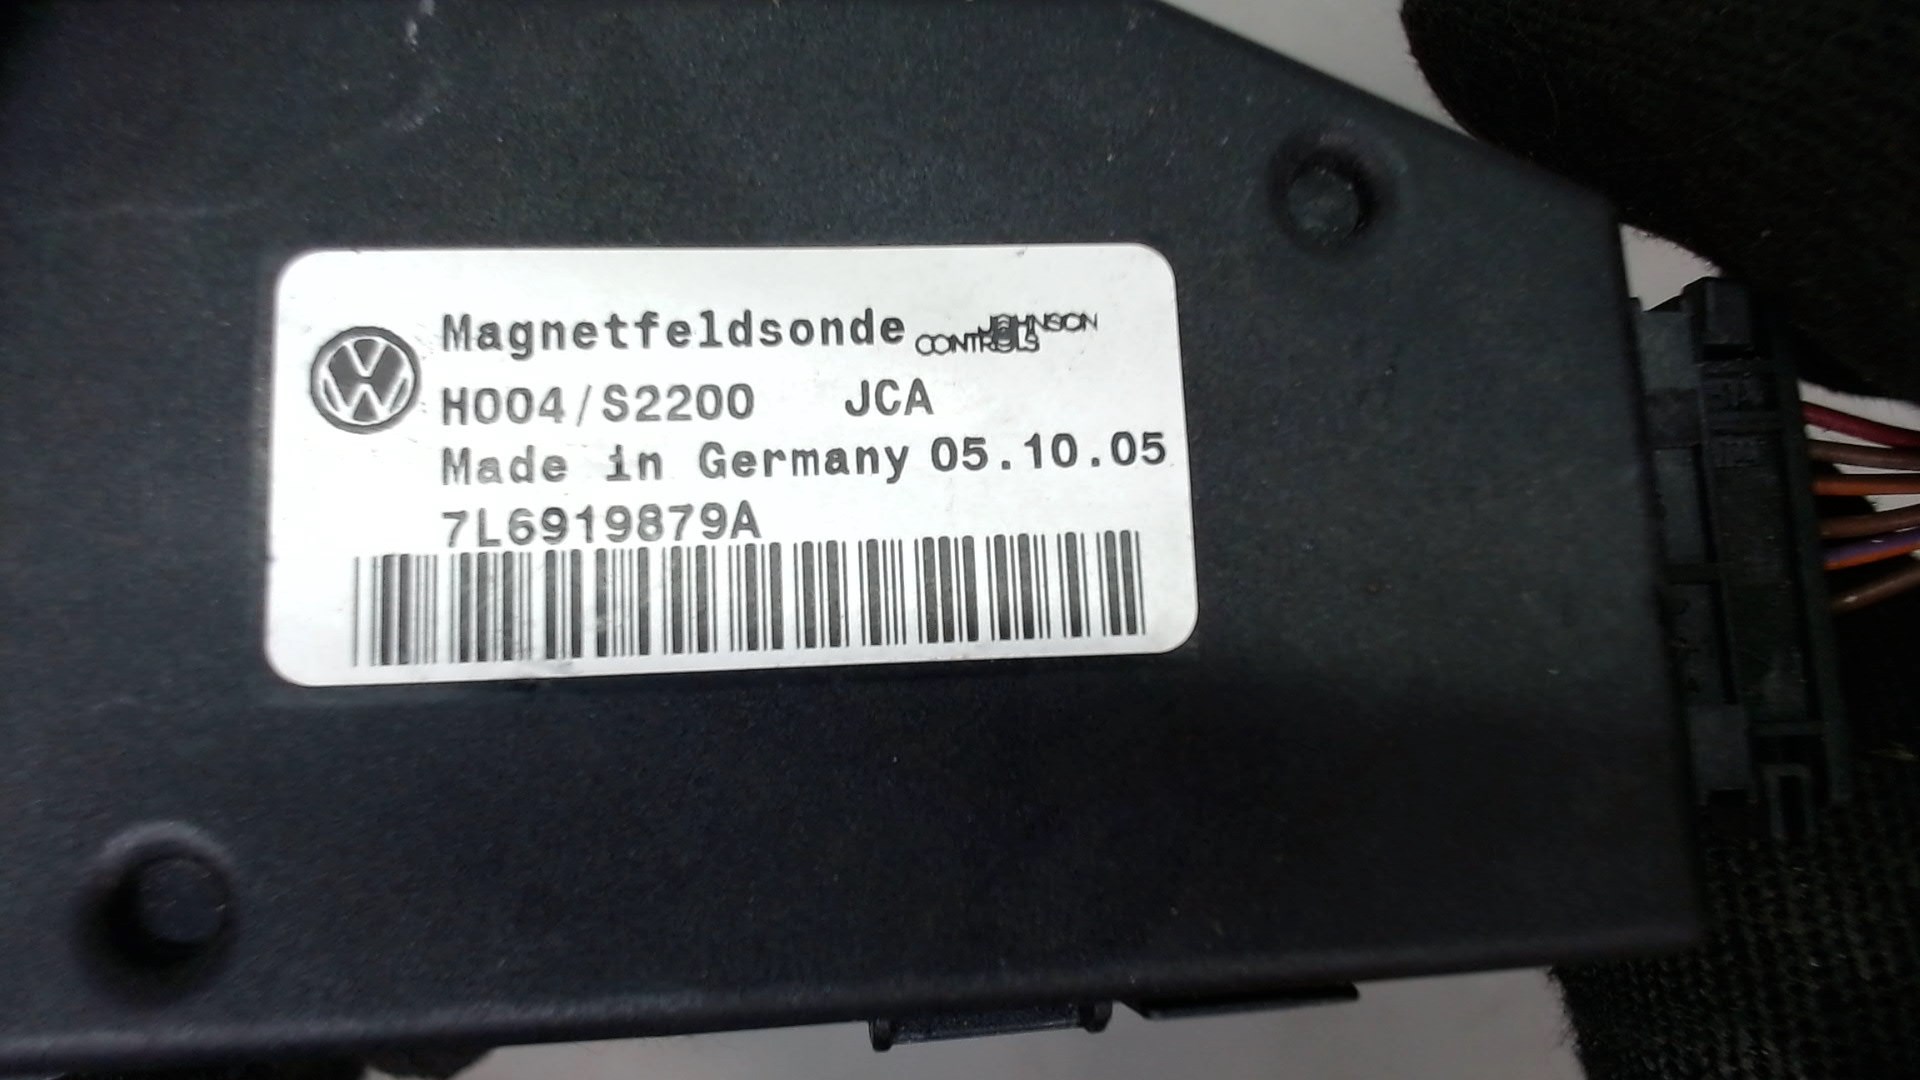 Magnetfeldsonde JOHNSON CONTROLS
H004/S2200 JCA
Made in Germany 05.10.05
7L6919879A